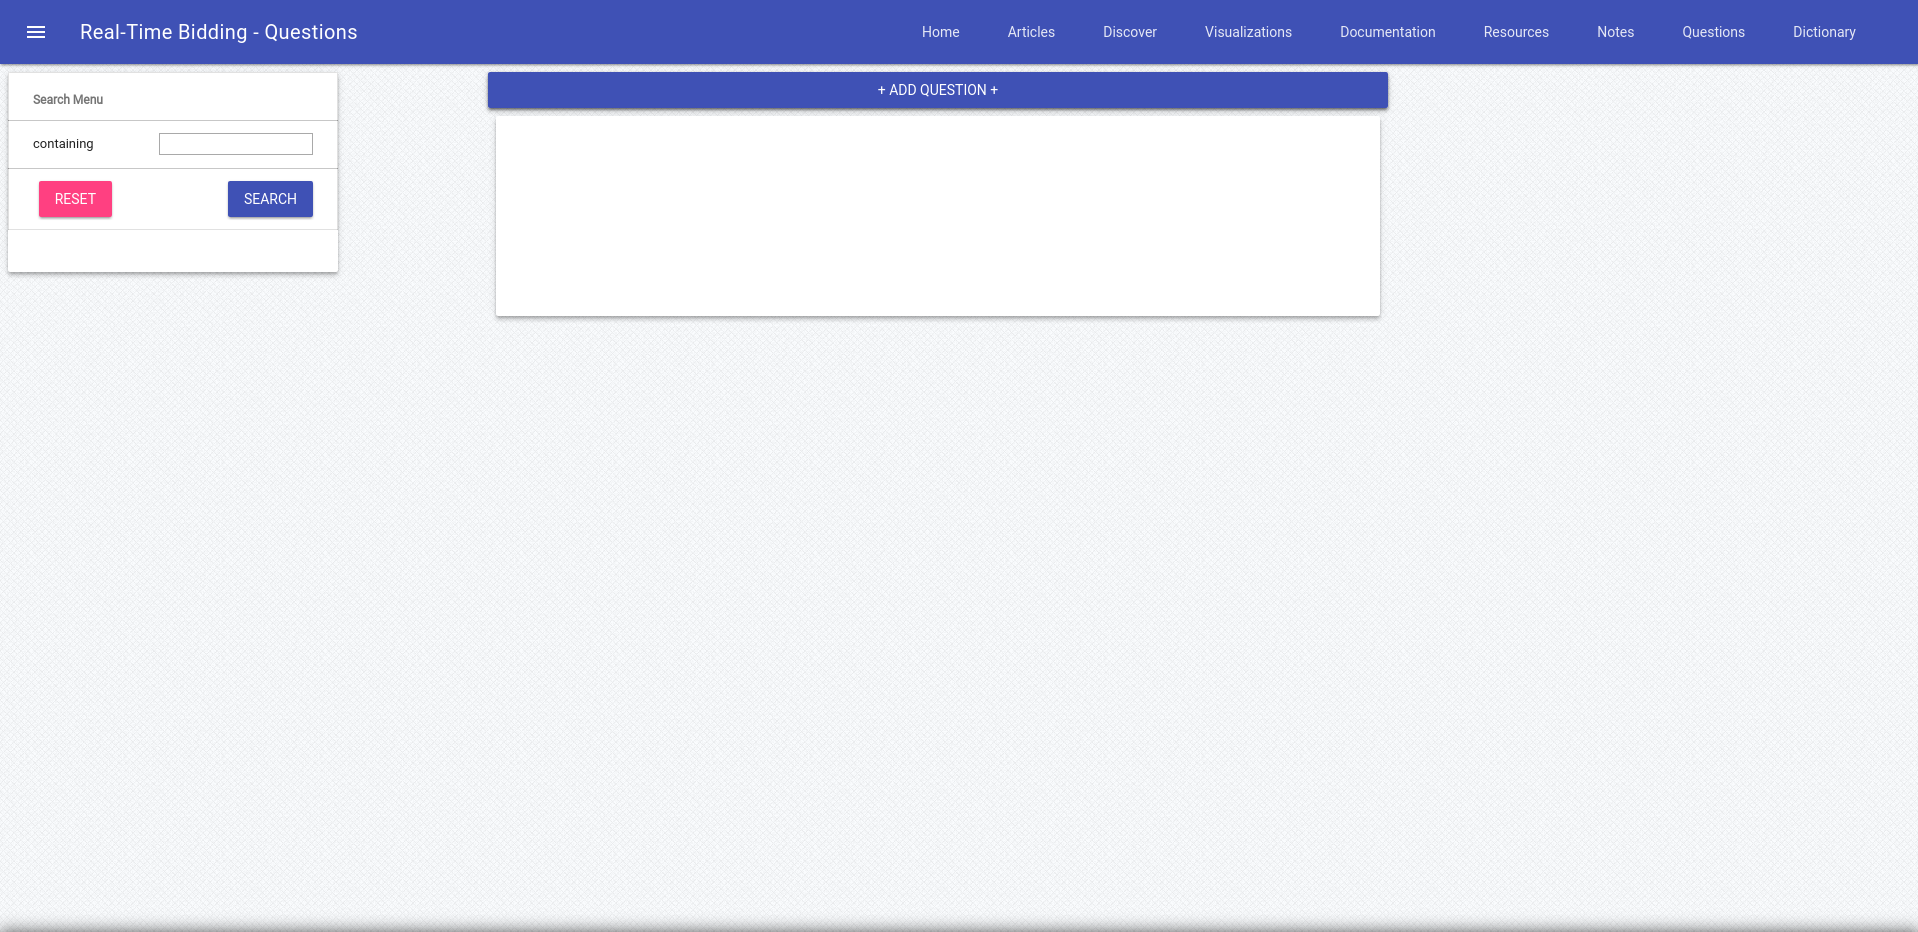 Real-Time Bidding - Questions
Home Articles Discover Visualizations Documentation Resources Notes Questions Dictionary
Search Menu
containing
RESET SEARCH
+ ADD QUESTION +